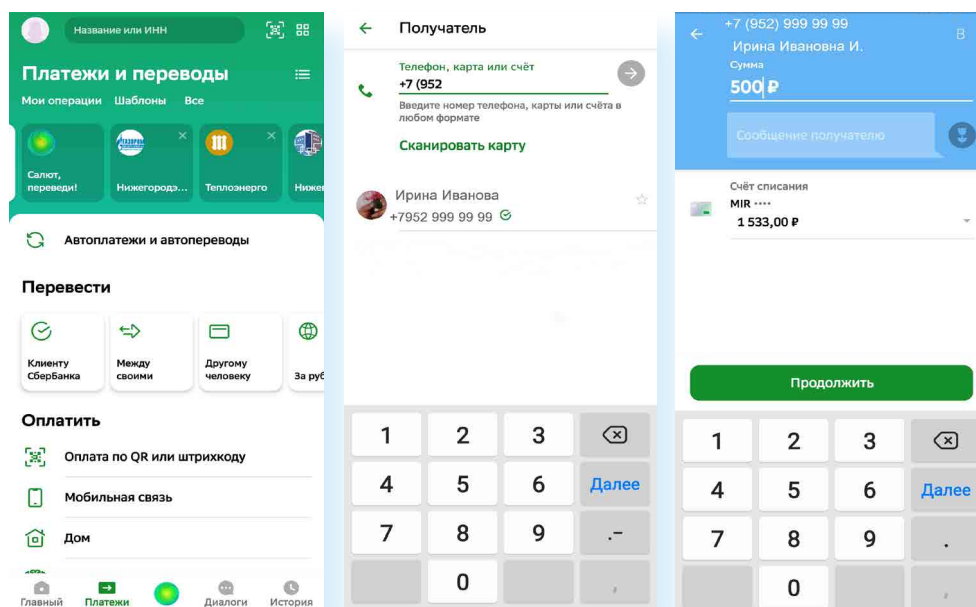 Название или ИНН
Платежи и переводы
Мои операции Шаблоны Все
Салют,
переведи!
ГАЗПРОМ
Нижегородэ...
Теплоэнерго
Ниже
Автоплатежи и автопереводы
Перевести
Клиенту
СберБанка
Между
своими
Другому
человеку
За руб
Оплатить
Оплата по QR или штрихкоду
Мобильная связь
Дом
Главный Платежи Диалоги История
Получатель
Телефон, карта или счёт
+7 (952
Введите номер телефона, карты или счёта в
любом формате
Сканировать карту
Ирина Иванова
+7952 999 99 99
1 2 3
4 5 6 Далее
7 8 9 .-
0 ,
+7 (952) 999 99 99
Ирина Ивановна И.
В
Сумма
500 ₽
Сообщение получателю
Счёт списания
MIR ••••
1 533,00 ₽
Продолжить
1 2 3
4 5 6 Далее
7 8 9 .
0 ,